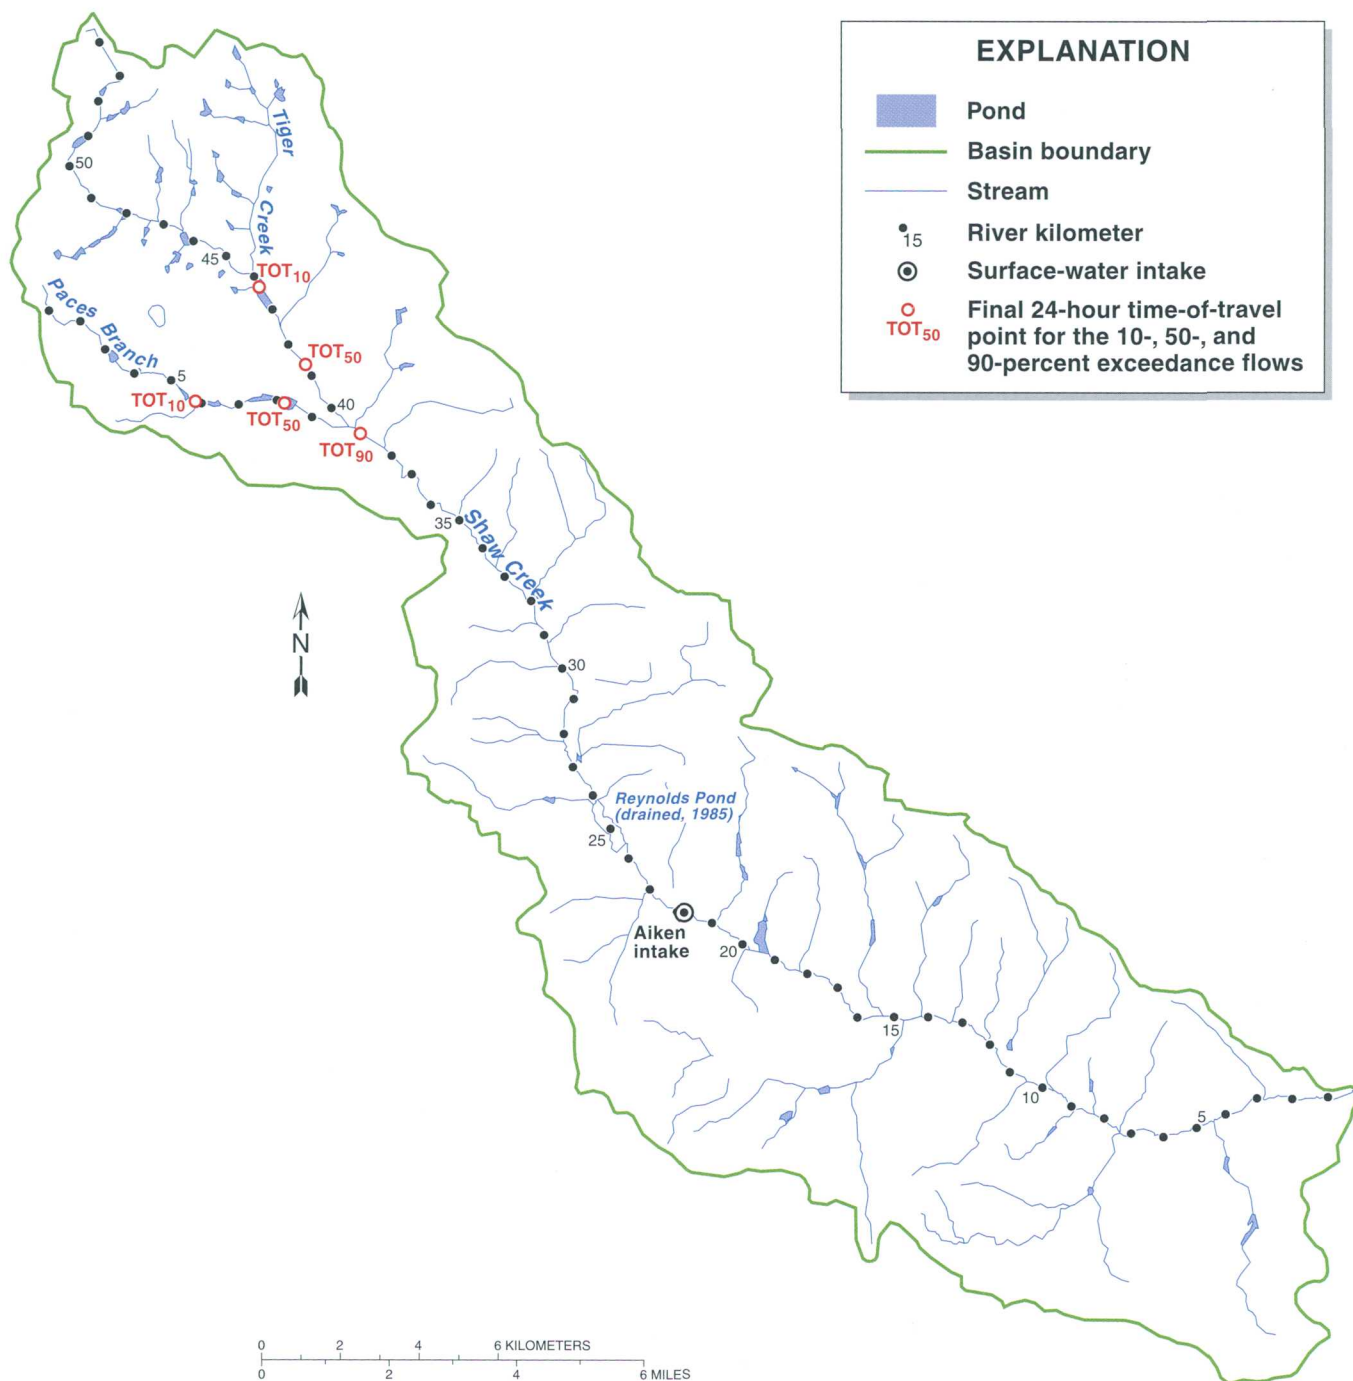 EXPLANATION
Pond
Basin boundary
Stream
15
River kilometer
Surface-water intake
TOT50
Final 24-hour time-of-travel
point for the 10-, 50-, and
90-percent exceedance flows
Tiger
Creek
50
45
TOT10
Paces Branch
5
TOT10
TOT50
TOT50
40
TOT90
35
Shaw Creek
N
30
Reynolds Pond
(drained, 1985)
25
Aiken
intake
20
15
10
5
0 2 4 6 KILOMETERS
0 2 4 6 MILES